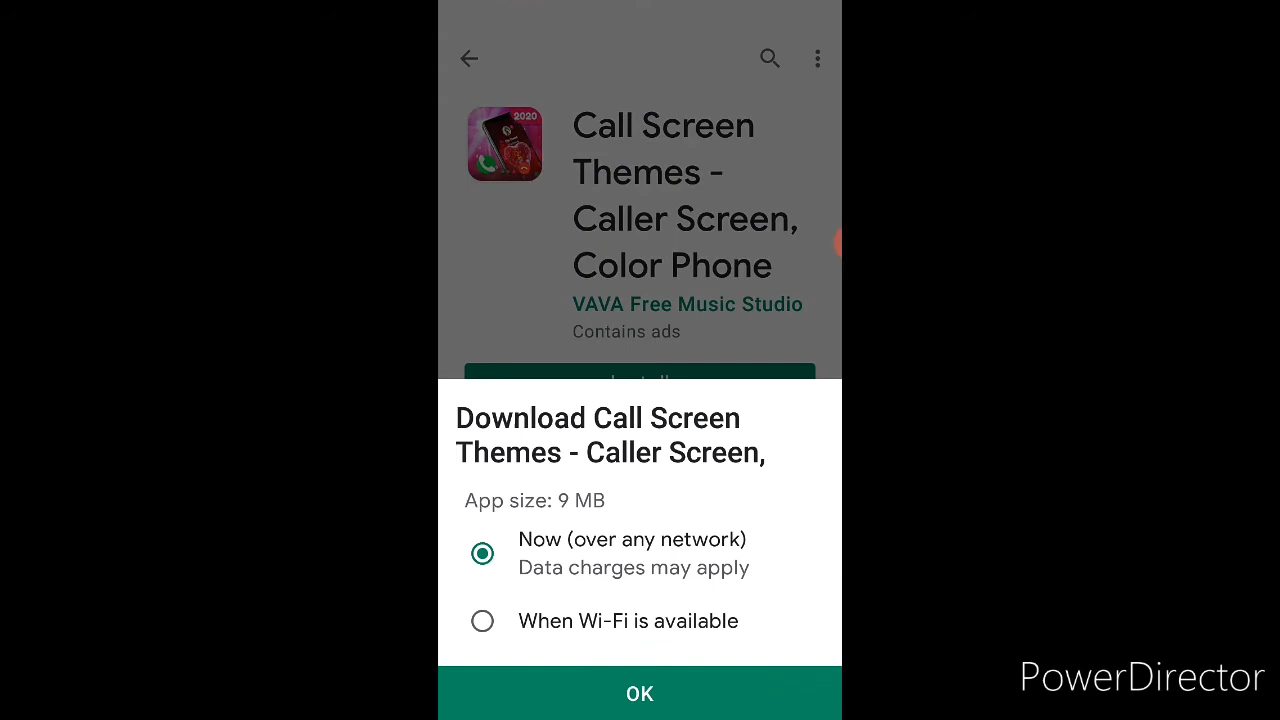 2020
Call Screen
Themes -
Caller Screen,
Color Phone
VAVA Free Music Studio
Contains ads
Download Call Screen
Themes - Caller Screen,
App size: 9 MB
Now (over any network)
Data charges may apply
When Wi-Fi is available
OK
PowerDirector